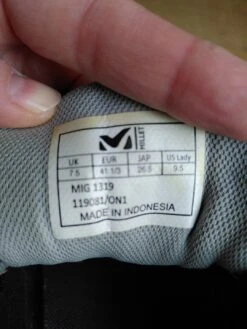 MILLET
UK EUR JAP US Lady
7.5 41 1/3 26.5 9.5
MIG 1319
119081/ON1
MADE IN INDONESIA